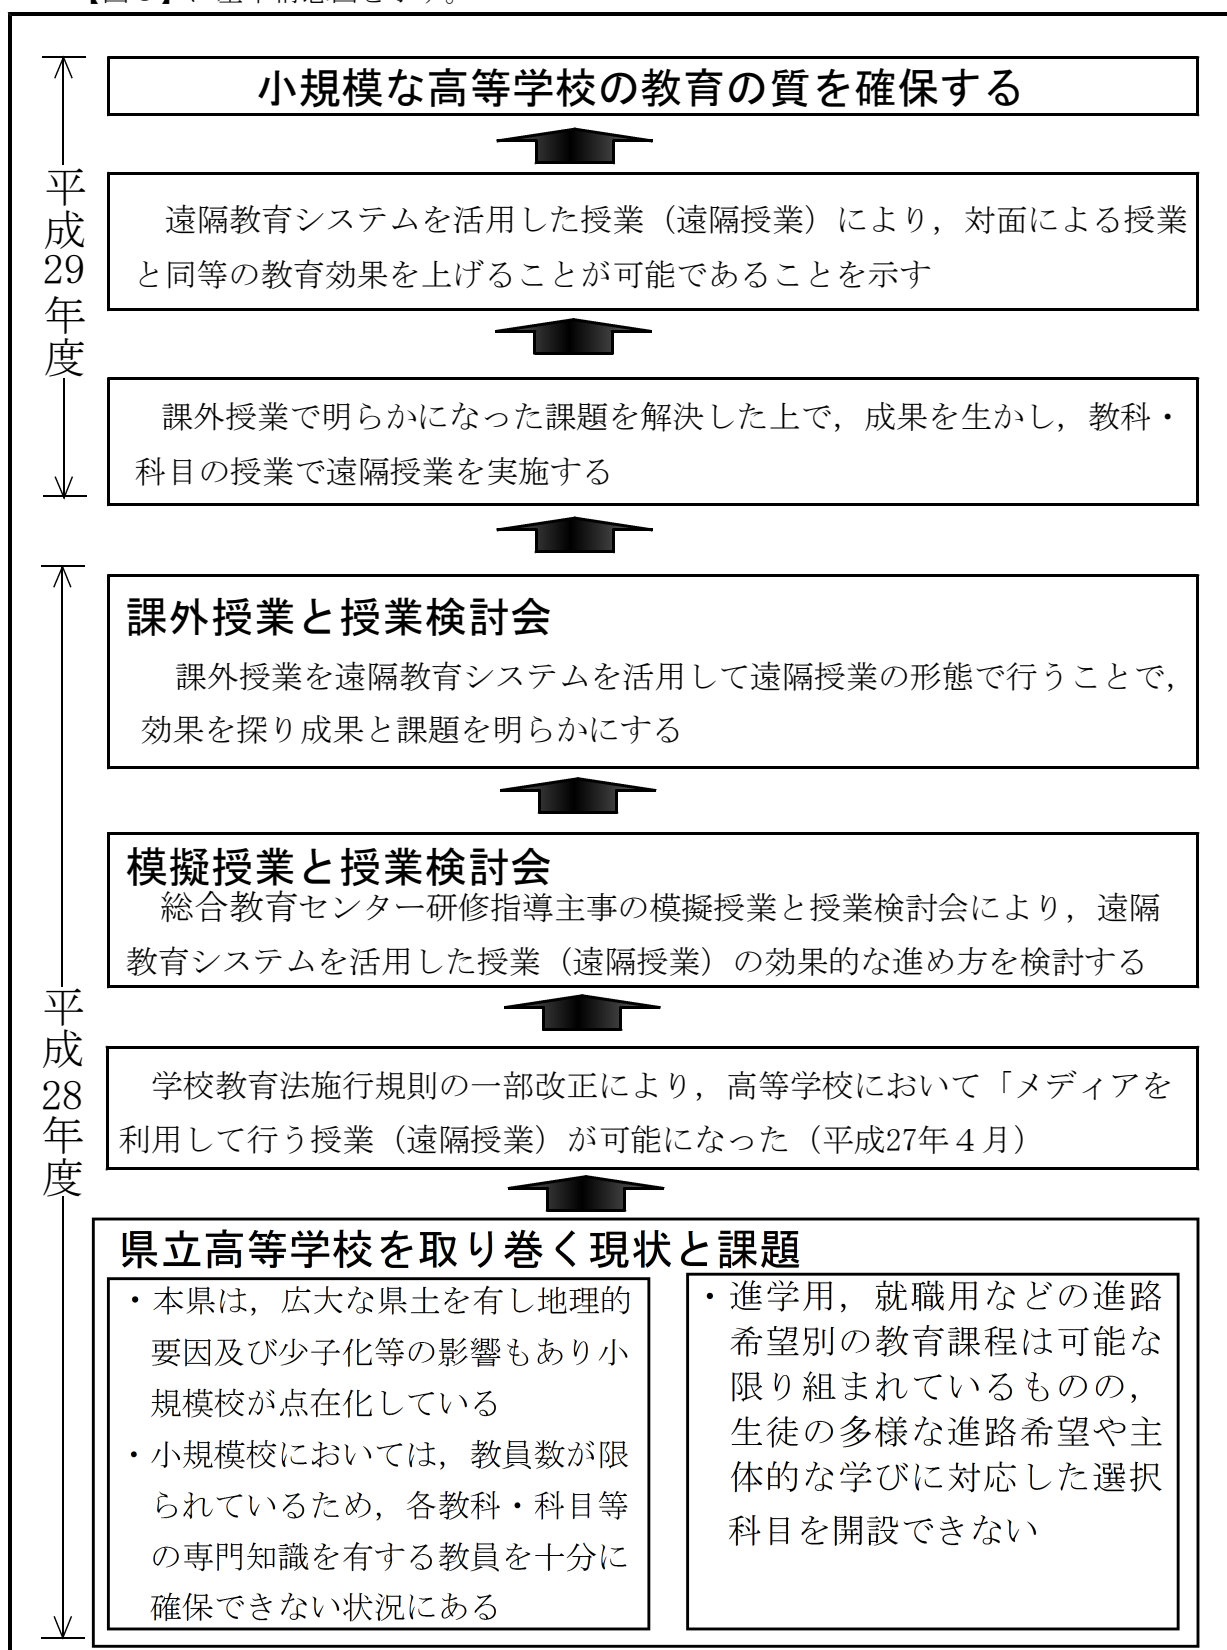 小規模な高等学校の教育の質を確保する
平成29年度
遠隔教育システムを活用した授業（遠隔授業）により，対面による授業
と同等の教育効果を上げることが可能であることを示す
課外授業で明らかになった課題を解決した上で，成果を生かし，教科・
科目の授業で遠隔授業を実施する
課外授業と授業検討会
課外授業を遠隔教育システムを活用して遠隔授業の形態で行うことで，
効果を探り成果と課題を明らかにする
模擬授業と授業検討会
総合教育センター研修指導主事の模擬授業と授業検討会により，遠隔
教育システムを活用した授業（遠隔授業）の効果的な進め方を検討する
平成28年度
学校教育法施行規則の一部改正により，高等学校において「メディアを
利用して行う授業（遠隔授業）が可能になった（平成27年４月）
県立高等学校を取り巻く現状と課題
・本県は，広大な県土を有し地理的
要因及び少子化等の影響もあり小
規模校が点在化している
・小規模校においては，教員数が限
られているため，各教科・科目等
の専門知識を有する教員を十分に
確保できない状況にある
・進学用，就職用などの進路
希望別の教育課程は可能な
限り組まれているものの，
生徒の多様な進路希望や主
体的な学びに対応した選択
科目を開設できない